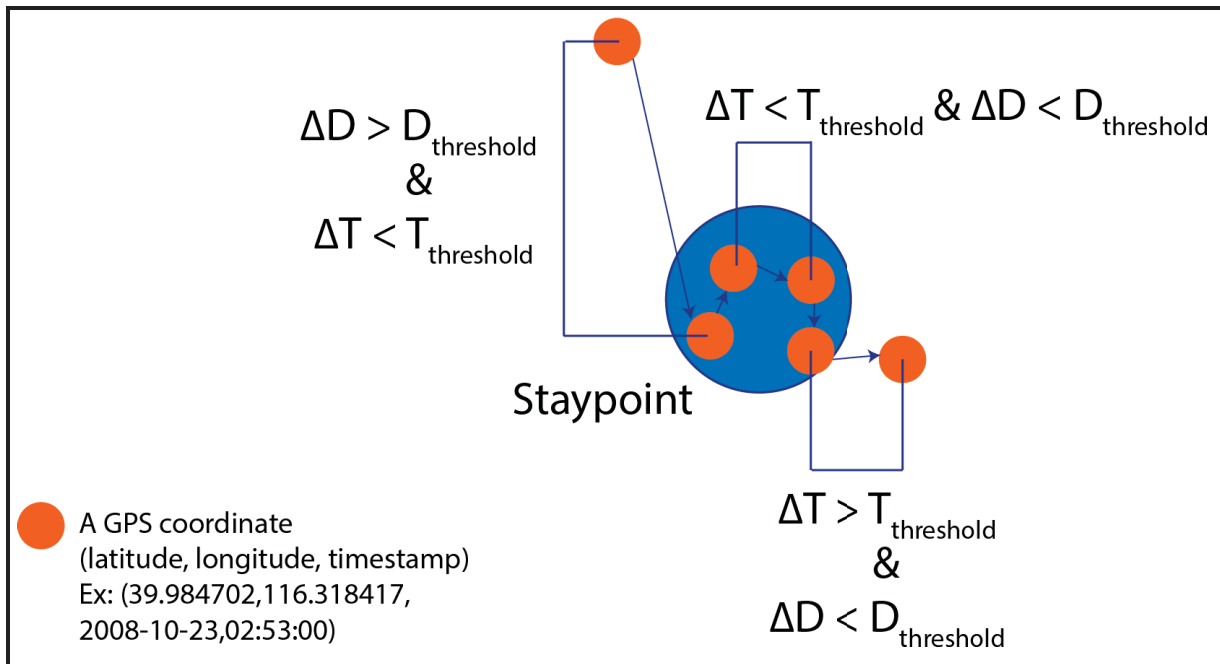 ΔD > Dthreshold
&
ΔT < Tthreshold
ΔT < Tthreshold & ΔD < Dthreshold
Staypoint
ΔT > Tthreshold
&
ΔD < Dthreshold
A GPS coordinate
(latitude, longitude, timestamp)
Ex: (39.984702,116.318417,
2008-10-23,02:53:00)